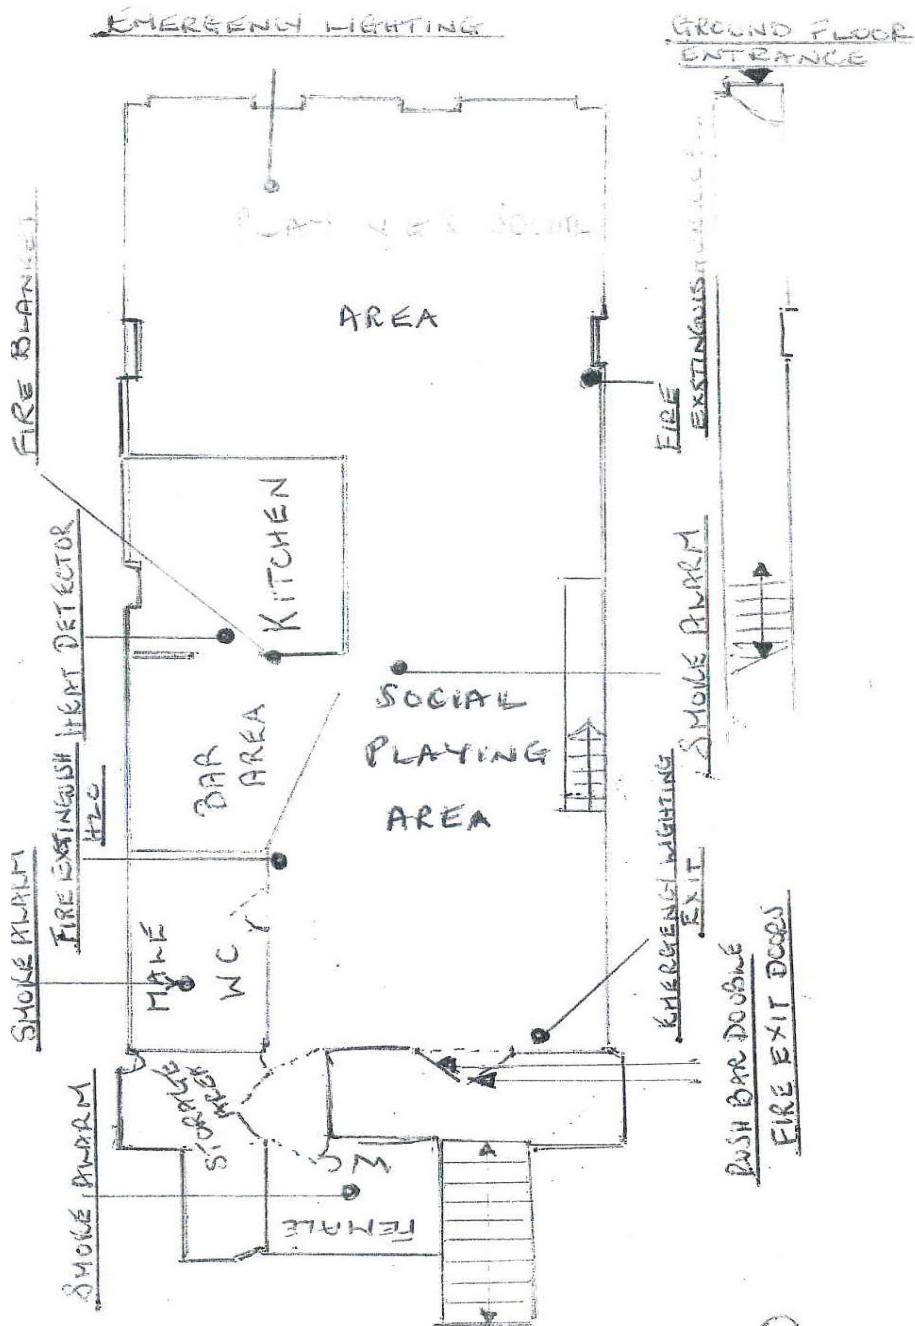 EMERGENCY LIGHTING
GROUND FLOOR
ENTRANCE
AREA
FIRE BLANKET
FIRE
KITCHEN
HEAT DETECTOR
SMOKE ALARM
SOCIAL
PLAYING
AREA
BAR
AREA
FIRE EXTINGUISH
H2O
SMOKE ALARM
MALE
WC
EMERGENCY LIGHTING
EXIT
PUSH BAR DOUBLE
FIRE EXIT DOORS
STORAGE
AREA
SMOKE ALARM
FEMALE